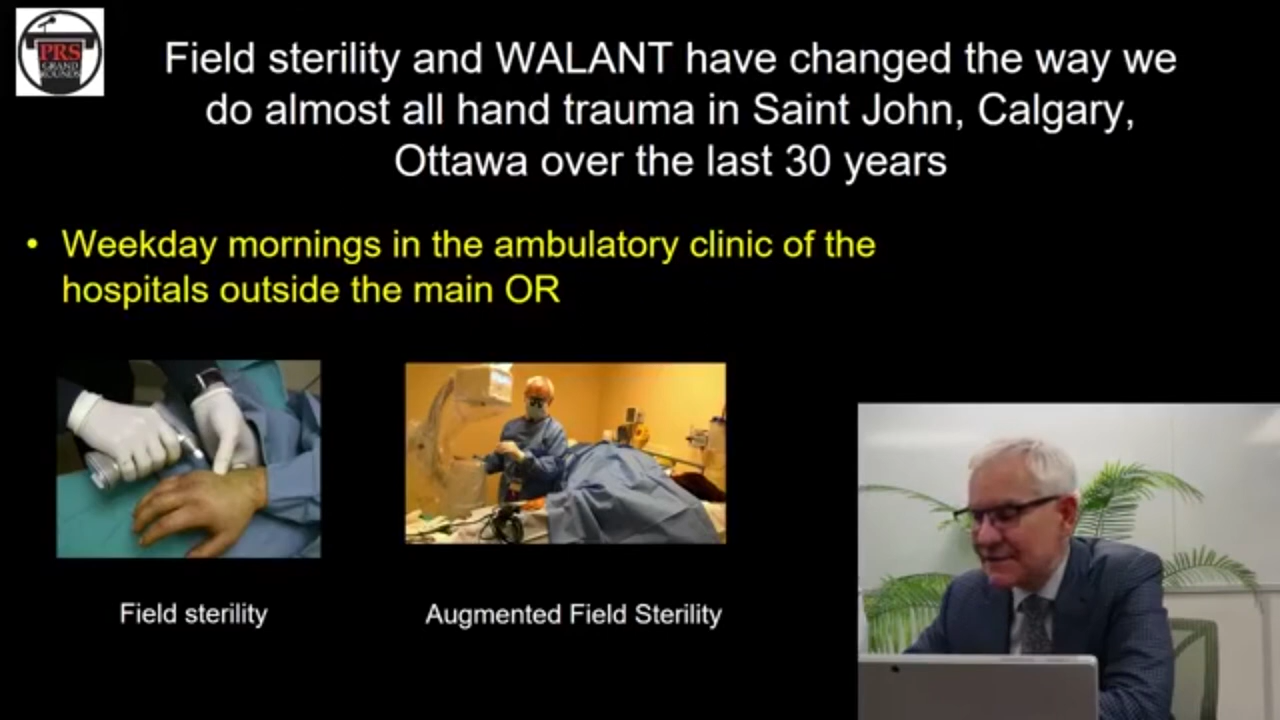 PRS
GRAND
ROUNDS
Field sterility and WALANT have changed the way we
do almost all hand trauma in Saint John, Calgary,
Ottawa over the last 30 years
• Weekday mornings in the ambulatory clinic of the
hospitals outside the main OR
Field sterility
Augmented Field Sterility